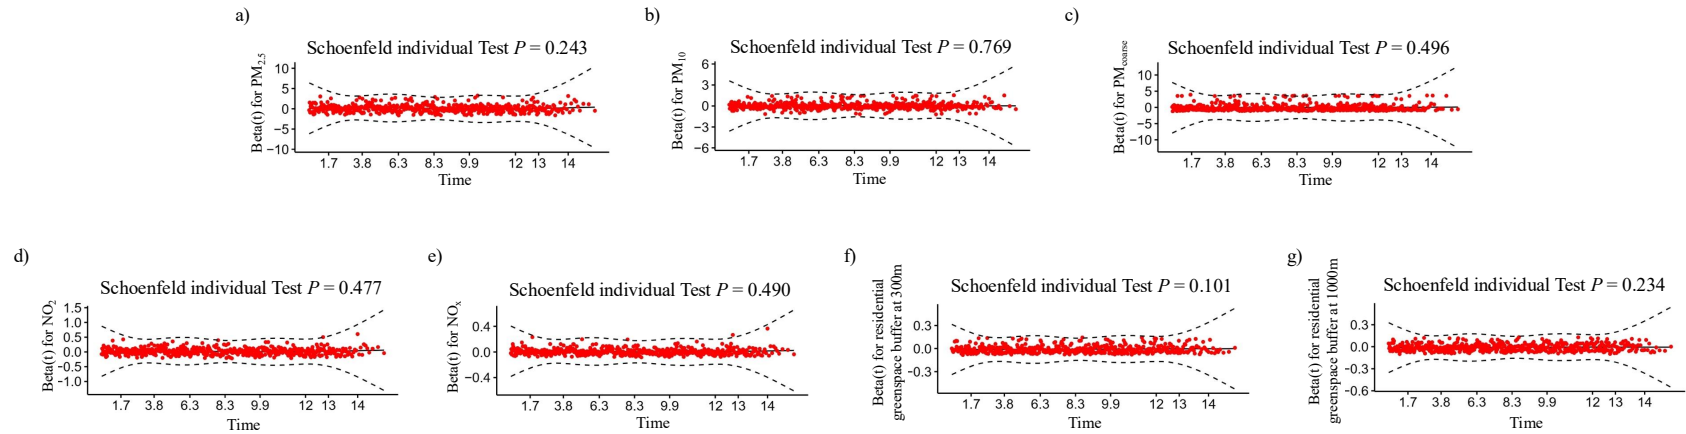 a)
Schoenfeld individual Test P = 0.243
Beta(t) for PM2.5
10
5
0
−5
−10
1.7 3.8 6.3 8.3 9.9 12 13 14
Time
b)
Schoenfeld individual Test P = 0.769
Beta(t) for PM10
6
3
0
−3
−6
1.7 3.8 6.3 8.3 9.9 12 13 14
Time
c)
Schoenfeld individual Test P = 0.496
Beta(t) for PMcoarse
10
5
0
−5
−10
1.7 3.8 6.3 8.3 9.9 12 13 14
Time
d)
Schoenfeld individual Test P = 0.477
Beta(t) for NO2
1.5
1.0
0.5
0.0
−0.5
−1.0
1.7 3.8 6.3 8.3 9.9 12 13 14
Time
e)
Schoenfeld individual Test P = 0.490
Beta(t) for NOx
0.4
0.0
−0.4
1.7 3.8 6.3 8.3 9.9 12 13 14
Time
f)
Schoenfeld individual Test P = 0.101
Beta(t) for residential
greenspace buffer at 300m
0.3
0.0
−0.3
1.7 3.8 6.3 8.3 9.9 12 13 14
Time
g)
Schoenfeld individual Test P = 0.234
Beta(t) for residential
greenspace buffer at 1000m
0.3
0.0
−0.3
−0.6
1.7 3.8 6.3 8.3 9.9 12 13 14
Time